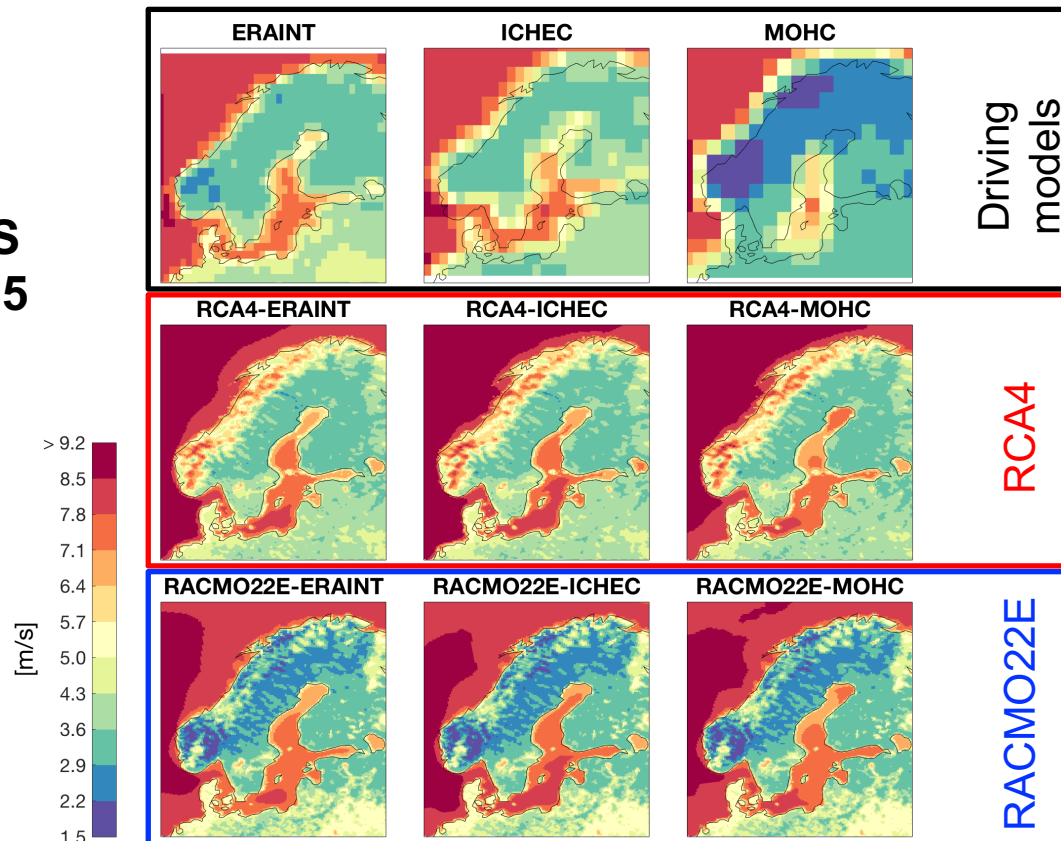 s
5
ERAINT ICHEC MOHC
Driving
models
RCA4-ERAINT RCA4-ICHEC RCA4-MOHC
RCA4
RACMO22E-ERAINT RACMO22E-ICHEC RACMO22E-MOHC
RACMO22E
[m/s]
> 9.2
8.5
7.8
7.1
6.4
5.7
5.0
4.3
3.6
2.9
2.2
1.5